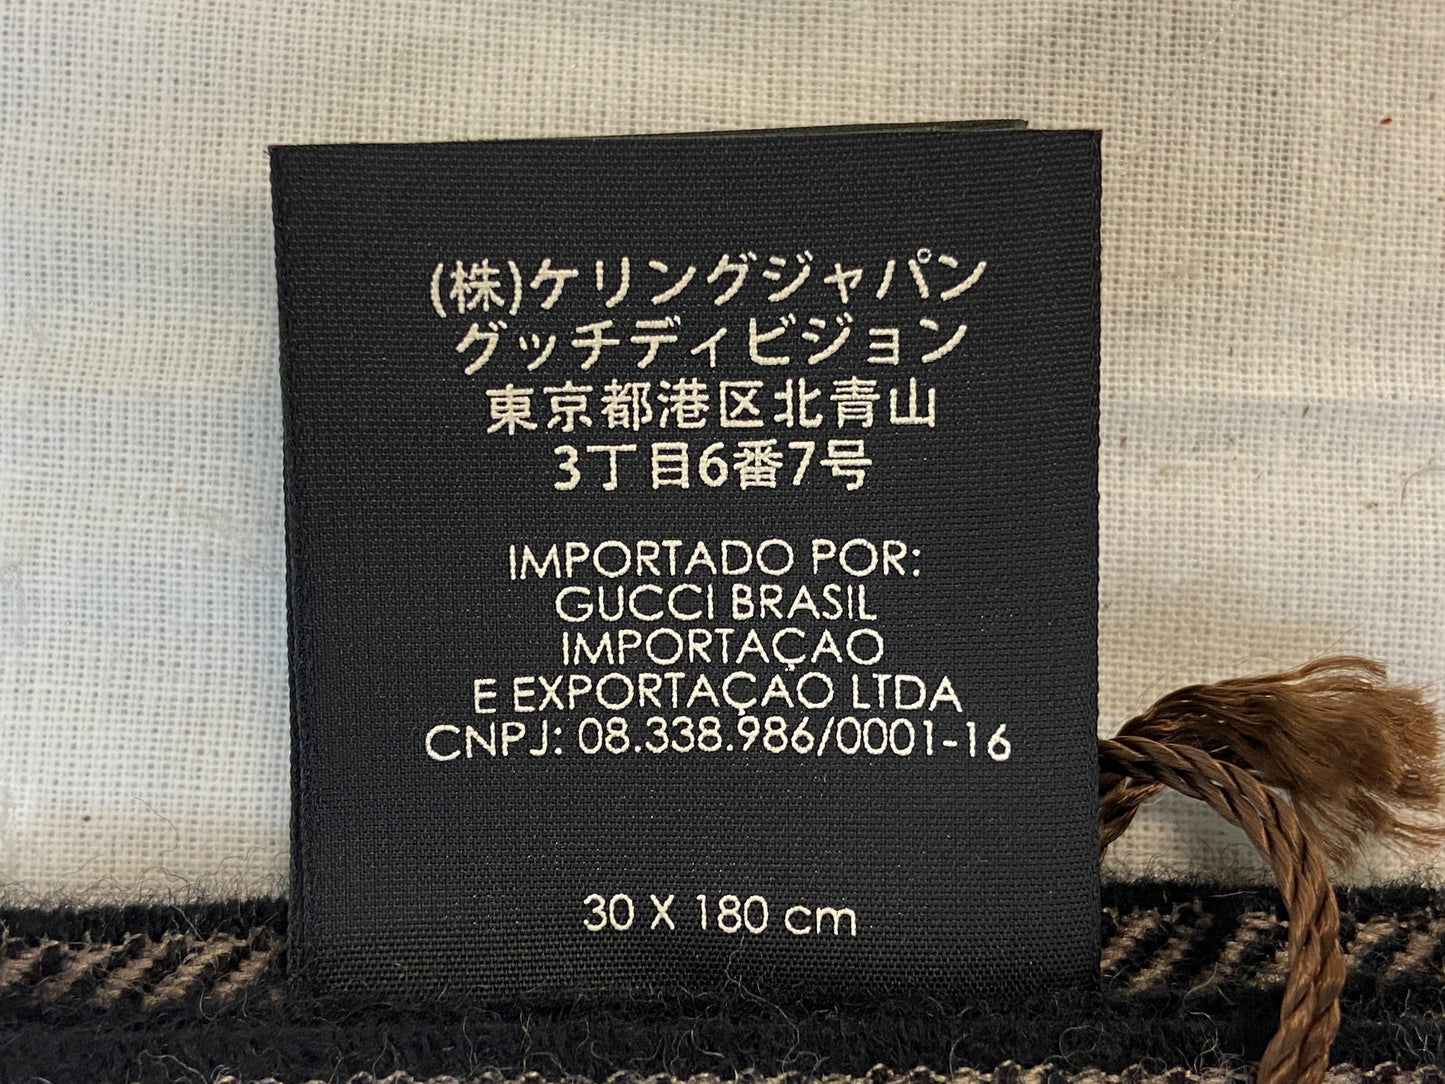 (株)ケリングジャパン
グッチディビジョン
東京都港区北青山
3丁目6番7号
IMPORTADO POR:
GUCCI BRASIL
IMPORTAÇAO
E EXPORTAÇAO LTDA
CNPJ: 08.338.986/0001-16
30 X 180 cm